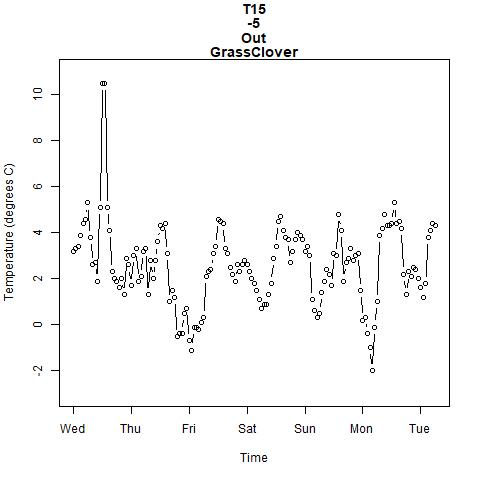 T15
-5
Out
GrassClover
Temperature (degrees C)
10
8
6
4
2
0
-2
Wed Thu Fri Sat Sun Mon Tue
Time